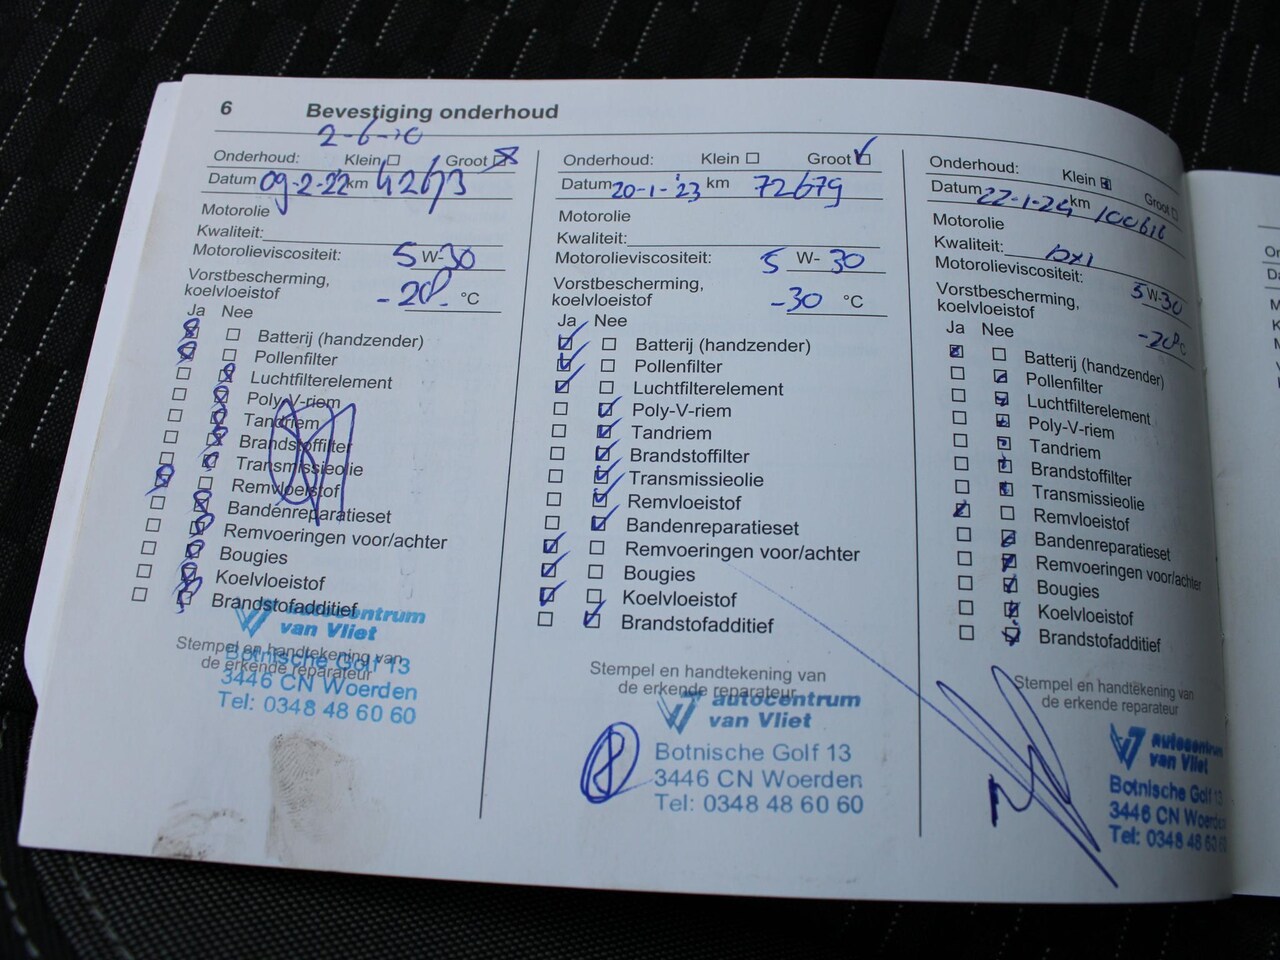 6 Bevestiging onderhoud
2-6-20
Onderhoud: Klein Groot
Datum 09-2-22 km 42673
Motorolie
Kwaliteit:
Motorolieviscositeit: 5 W-30
Vorstbescherming,
koelvloeistof -20 °C
Ja Nee
Batterij (handzender)
Pollenfilter
Luchtfilterelement
Poly-V-riem
Tandriem
Brandstoffilter
Transmissieolie
Remvloeistof
Bandenreparatieset
Remvoeringen voor/achter
Bougies
Koelvloeistof
Brandstofadditief
Stempel en handtekening van
de erkende reparateur
autocentrum
van Vliet
Botnische Golf 13
3446 CN Woerden
Tel: 0348 48 60 60
Onderhoud: Klein Groot
Datum 20-1-'23 km 72679
Motorolie
Kwaliteit:
Motorolieviscositeit: 5 W-30
Vorstbescherming,
koelvloeistof -30 °C
Ja Nee
Batterij (handzender)
Pollenfilter
Luchtfilterelement
Poly-V-riem
Tandriem
Brandstoffilter
Transmissieolie
Remvloeistof
Bandenreparatieset
Remvoeringen voor/achter
Bougies
Koelvloeistof
Brandstofadditief
Stempel en handtekening van
de erkende reparateur
autocentrum
van Vliet
Botnische Golf 13
3446 CN Woerden
Tel: 0348 48 60 60
Onderhoud: Klein Groot
Datum 22-1-24 km 100616
Motorolie
Kwaliteit:
Motorolieviscositeit: 5 W-30
Vorstbescherming,
koelvloeistof -20 °C
Ja Nee
Batterij (handzender)
Pollenfilter
Luchtfilterelement
Poly-V-riem
Tandriem
Brandstoffilter
Transmissieolie
Remvloeistof
Bandenreparatieset
Remvoeringen voor/achter
Bougies
Koelvloeistof
Brandstofadditief
Stempel en handtekening van
de erkende reparateur
autocentrum
van Vliet
Botnische Golf 13
3446 CN Woerden
Tel: 0348 48 60 60